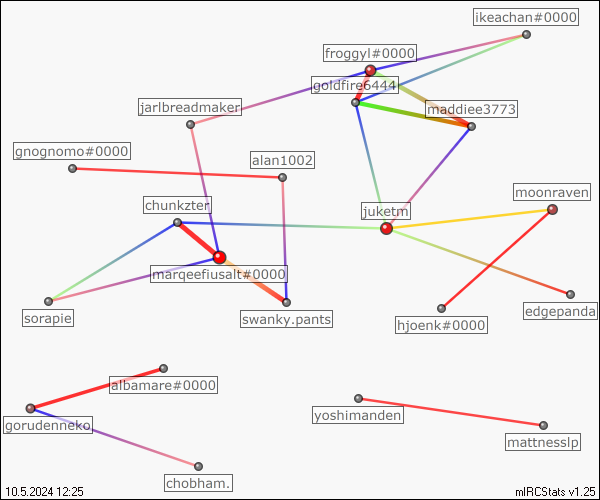 ikeachan#0000
froggyl#0000
goldfire6444
jarlbreadmaker
maddiee3773
gnognomo#0000
alan1002
moonraven
chunkzter
juketm
marqeefiusalt#0000
edgepanda
sorapie
swanky.pants
hjoenk#0000
albamare#0000
yoshimanden
gorudenneko
mattnesslp
chobham.
10.5.2024 12:25
mIRCStats v1.25